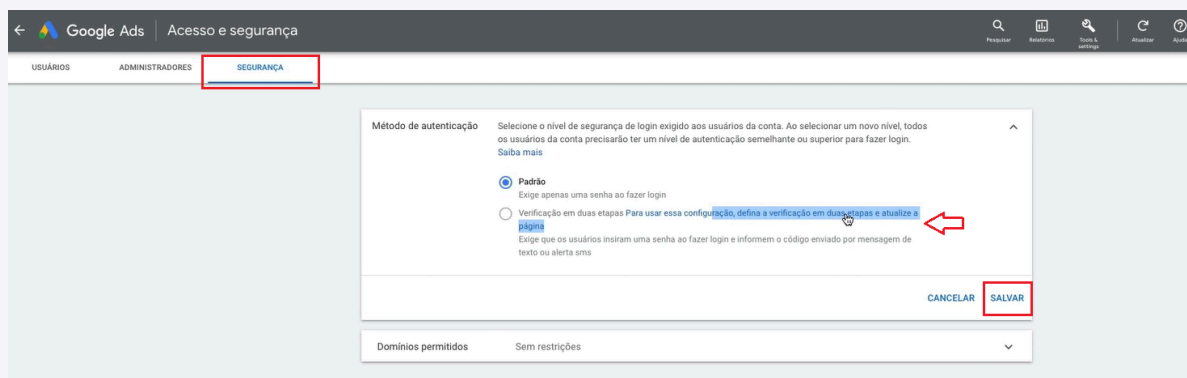 Google Ads
Acesso e segurança
Pesquisar
Relatórios
Tools & settings
Atualizar
Ajuda
USUÁRIOS
ADMINISTRADORES
SEGURANÇA
Método de autenticação
Selecione o nível de segurança de login exigido aos usuários da conta. Ao selecionar um novo nível, todos
os usuários da conta precisarão ter um nível de autenticação semelhante ou superior para fazer login.
Saiba mais
Padrão
Exige apenas uma senha ao fazer login
Verificação em duas etapas Para usar essa configuração, defina a verificação em duas etapas e atualize a
página
Exige que os usuários insiram uma senha ao fazer login e informem o código enviado por mensagem de
texto ou alerta sms
CANCELAR
SALVAR
Domínios permitidos
Sem restrições